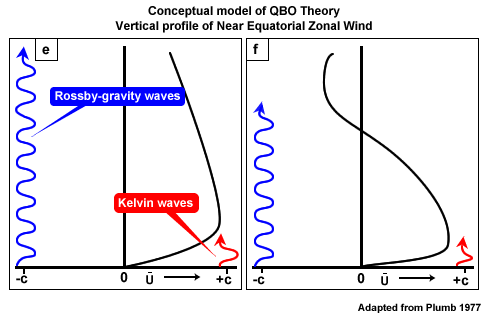 Conceptual model of QBO Theory
Vertical profile of Near Equatorial Zonal Wind
e
f
Rossby-gravity waves
Kelvin waves
-c 0 Ū +c
-c 0 Ū +c
Adapted from Plumb 1977